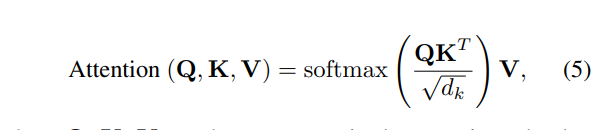 Attention (Q, K, V) = softmax ( QK^T / √d_k ) V, (5)